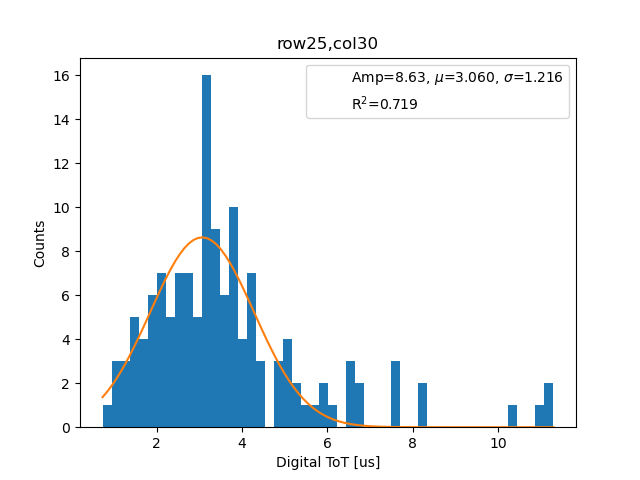 row25,col30
Amp=8.63, μ=3.060, σ=1.216
R²=0.719
Counts
16
14
12
10
8
6
4
2
0
2 4 6 8 10
Digital ToT [us]